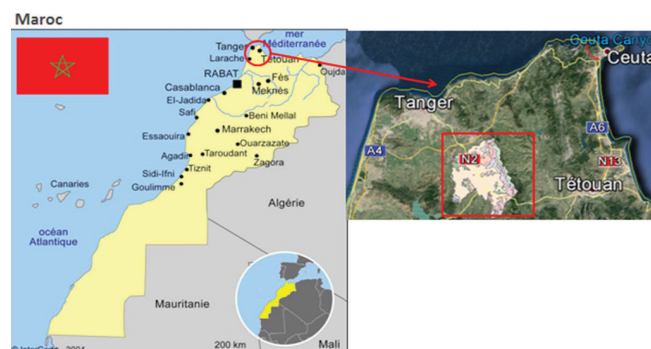 Maroc
mer
Méditerranée
Tanger
Larache
Tétouan
Oujda
RABAT
Fès
Meknès
Casablanca
El-Jadida
Safi
Beni Mellal
Essaouira
Marrakech
Ouarzazate
Agadir
Taroudant
Zagora
Tiznit
Sidi-Ifni
Goulimme
Canaries
Algérie
océan
Atlantique
Mauritanie
200 km
Mali
Ceuta
Tanger
A6
A4
N2
N13
Tétouan